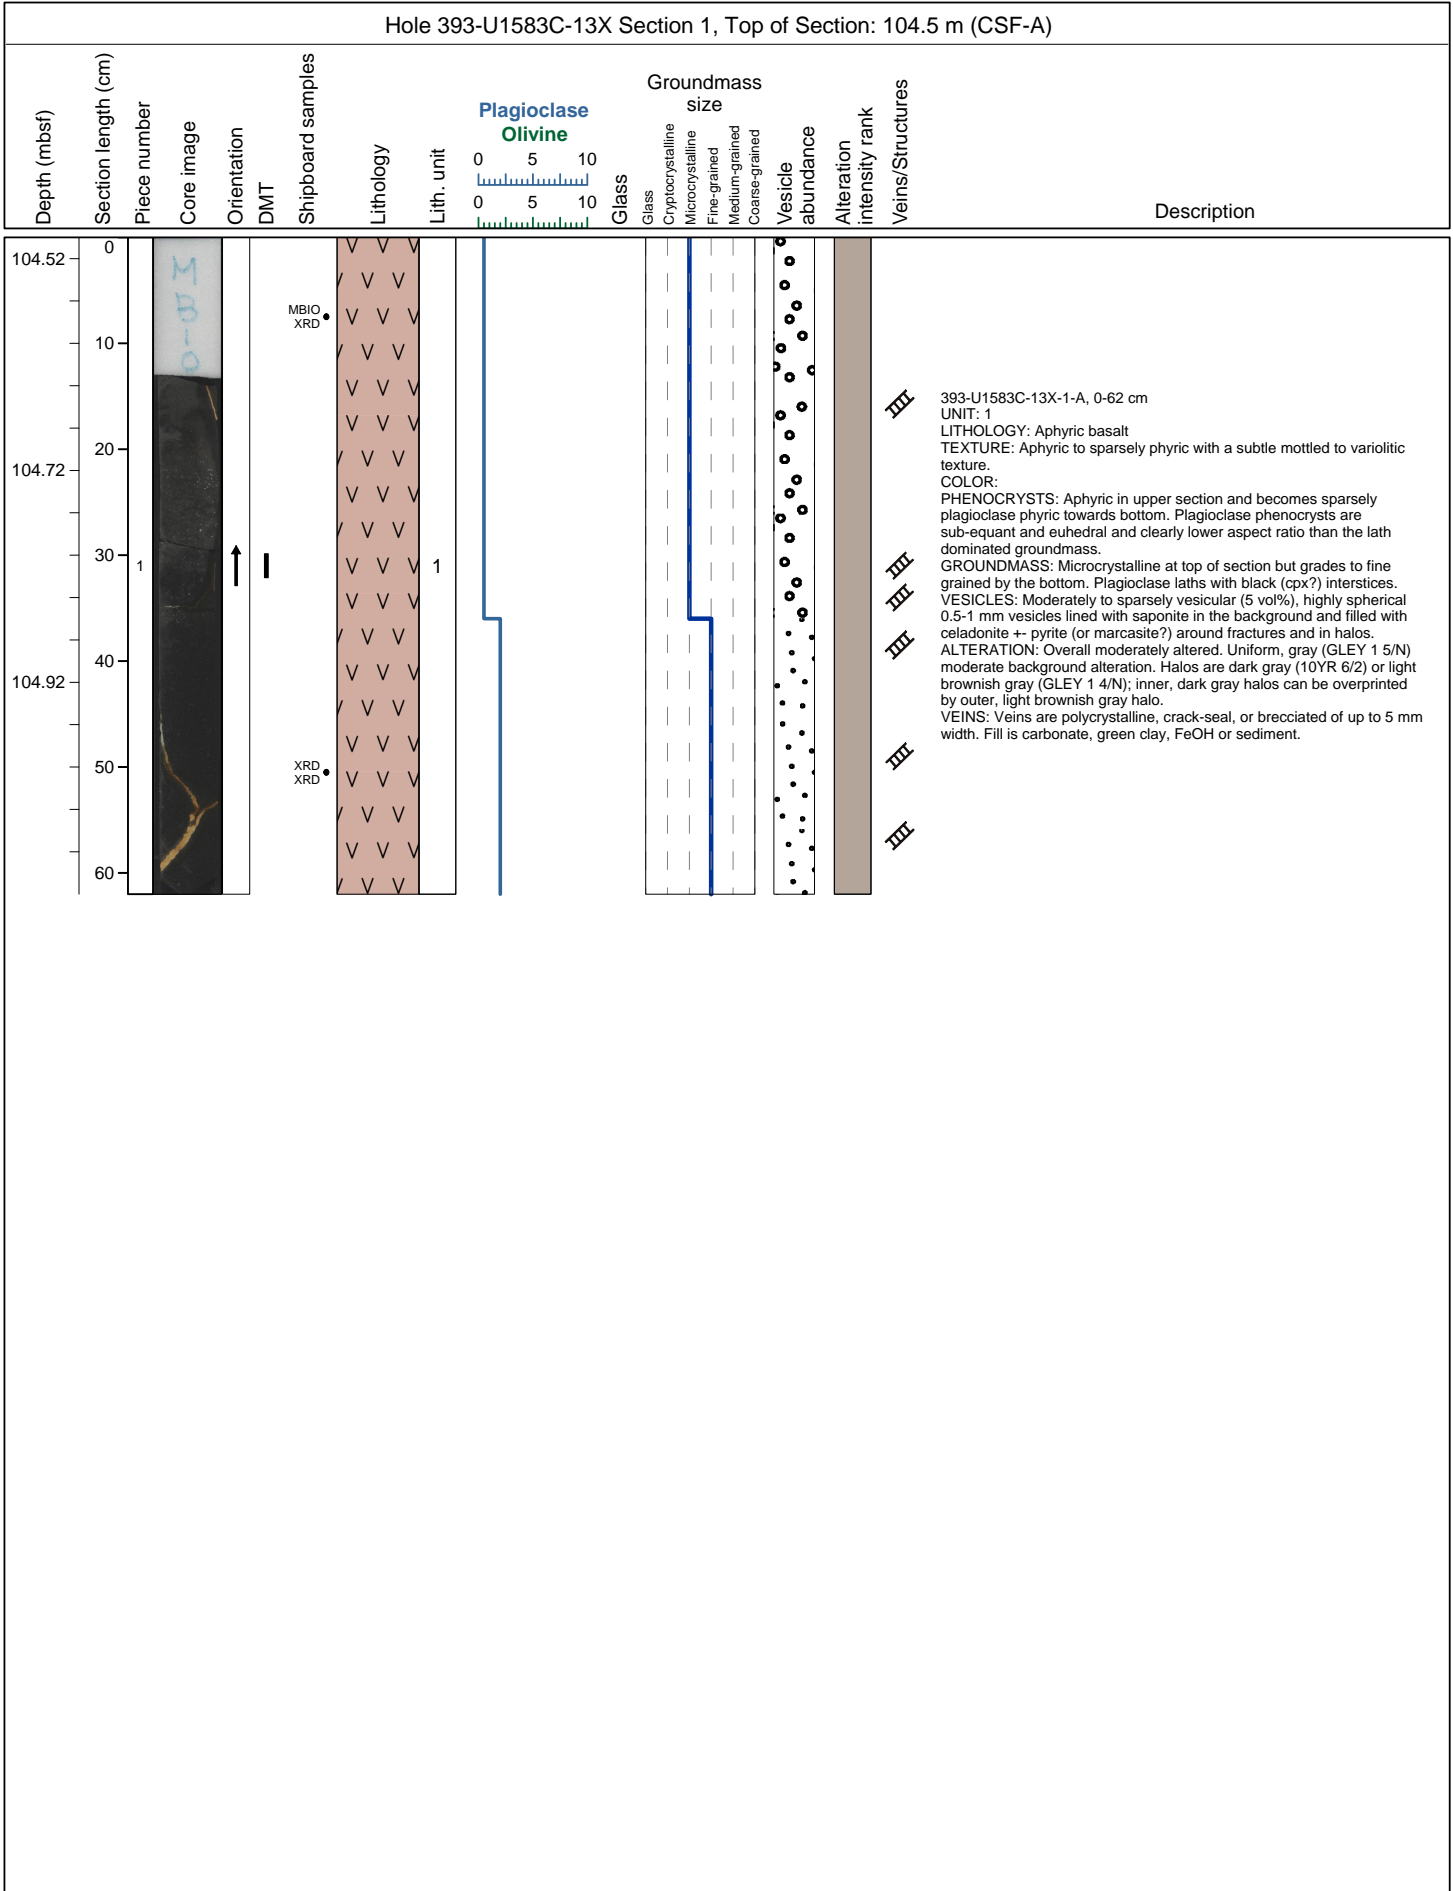 Hole 393-U1583C-13X Section 1, Top of Section: 104.5 m (CSF-A)
Depth (mbsf)
Section length (cm)
Piece number
Core image
Orientation
DMT
Shipboard samples
Lithology
Lith. unit
Plagioclase
Olivine
0 5 10
0 5 10
Glass
Groundmass
size
Glass
Cryptocrystalline
Microcrystalline
Fine-grained
Medium-grained
Coarse-grained
Vesicle
abundance
Alteration
intensity rank
Veins/Structures
Description
104.52
104.72
104.92
0
10
20
30
40
50
60
1
MBIO
MBIO
XRD
XRD
XRD
1
393-U1583C-13X-1-A, 0-62 cm
UNIT: 1
LITHOLOGY: Aphyric basalt
TEXTURE: Aphyric to sparsely phyric with a subtle mottled to variolitic
texture.
COLOR:
PHENOCRYSTS: Aphyric in upper section and becomes sparsely
plagioclase phyric towards bottom. Plagioclase phenocrysts are
sub-equant and euhedral and clearly lower aspect ratio than the lath
dominated groundmass.
GROUNDMASS: Microcrystalline at top of section but grades to fine
grained by the bottom. Plagioclase laths with black (cpx?) interstices.
VESICLES: Moderately to sparsely vesicular (5 vol%), highly spherical
0.5-1 mm vesicles lined with saponite in the background and filled with
celadonite +- pyrite (or marcasite?) around fractures and in halos.
ALTERATION: Overall moderately altered. Uniform, gray (GLEY 1 5/N)
moderate background alteration. Halos are dark gray (10YR 6/2) or light
brownish gray (GLEY 1 4/N); inner, dark gray halos can be overprinted
by outer, light brownish gray halo.
VEINS: Veins are polycrystalline, crack-seal, or brecciated of up to 5 mm
width. Fill is carbonate, green clay, FeOH or sediment.